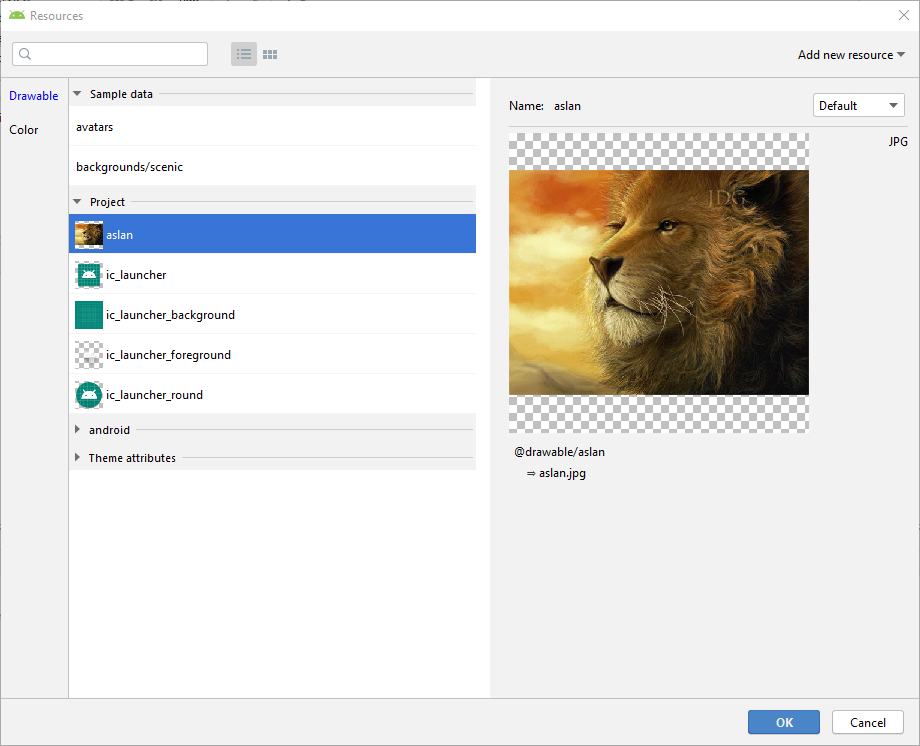 Resources
Add new resource
Drawable
Color
Sample data
avatars
backgrounds/scenic
Project
aslan
ic_launcher
ic_launcher_background
ic_launcher_foreground
ic_launcher_round
android
Theme attributes
Name: aslan
Default
JPG
JDG
@drawable/aslan
⇒ aslan.jpg
OK
Cancel